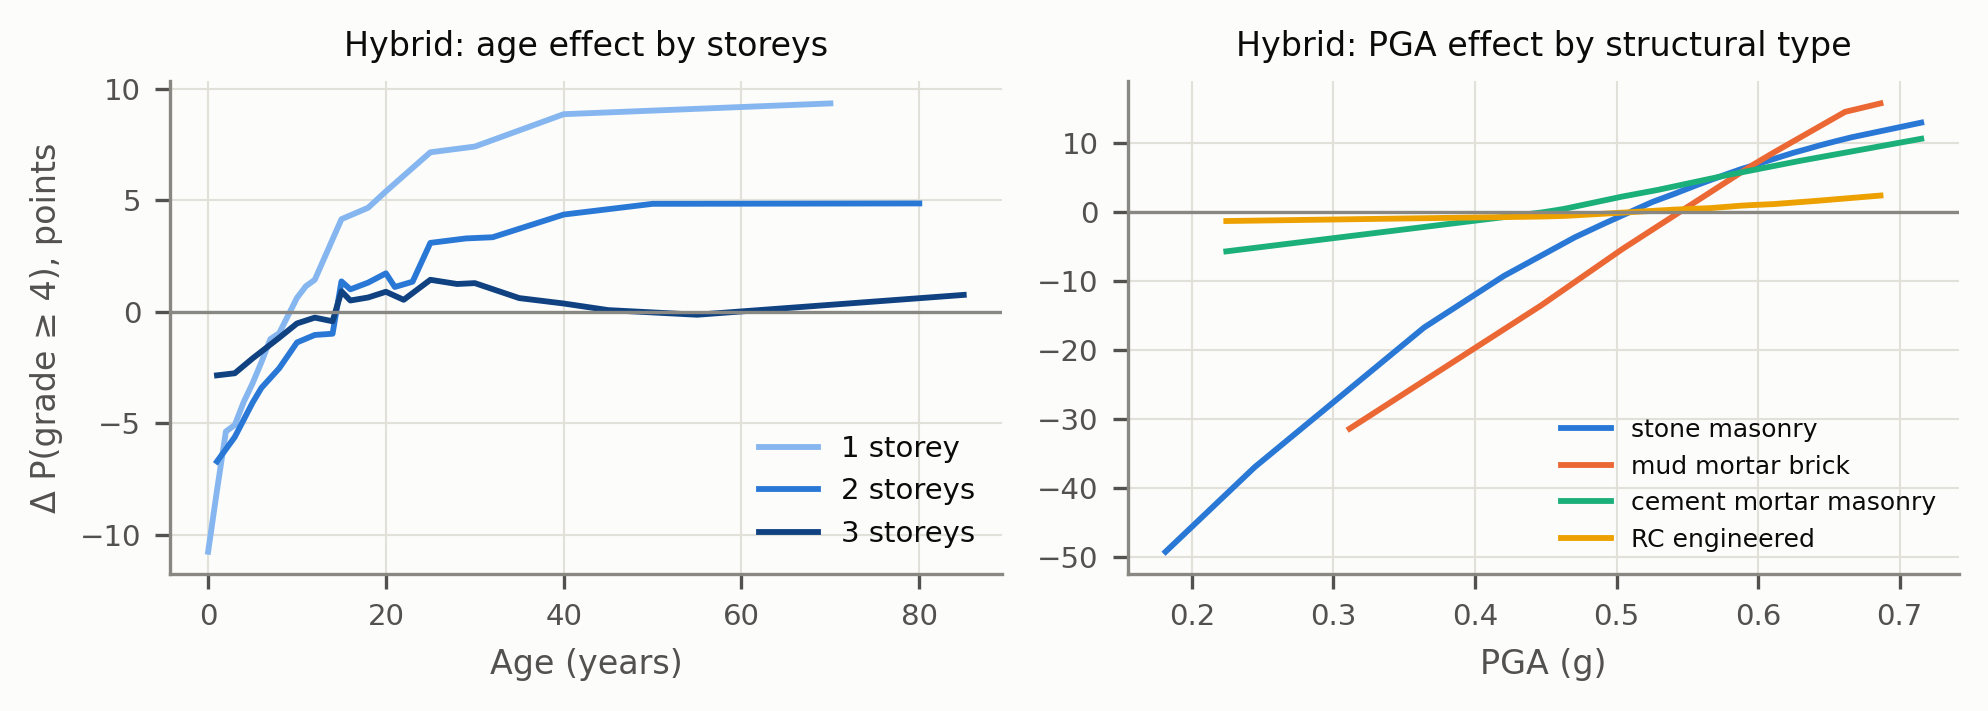 Hybrid: age effect by storeys
Δ P(grade ≥ 4), points
10
5
0
−5
−10
0 20 40 60 80
Age (years)
1 storey
2 storeys
3 storeys
Hybrid: PGA effect by structural type
10
0
−10
−20
−30
−40
−50
0.2 0.3 0.4 0.5 0.6 0.7
PGA (g)
stone masonry
mud mortar brick
cement mortar masonry
RC engineered